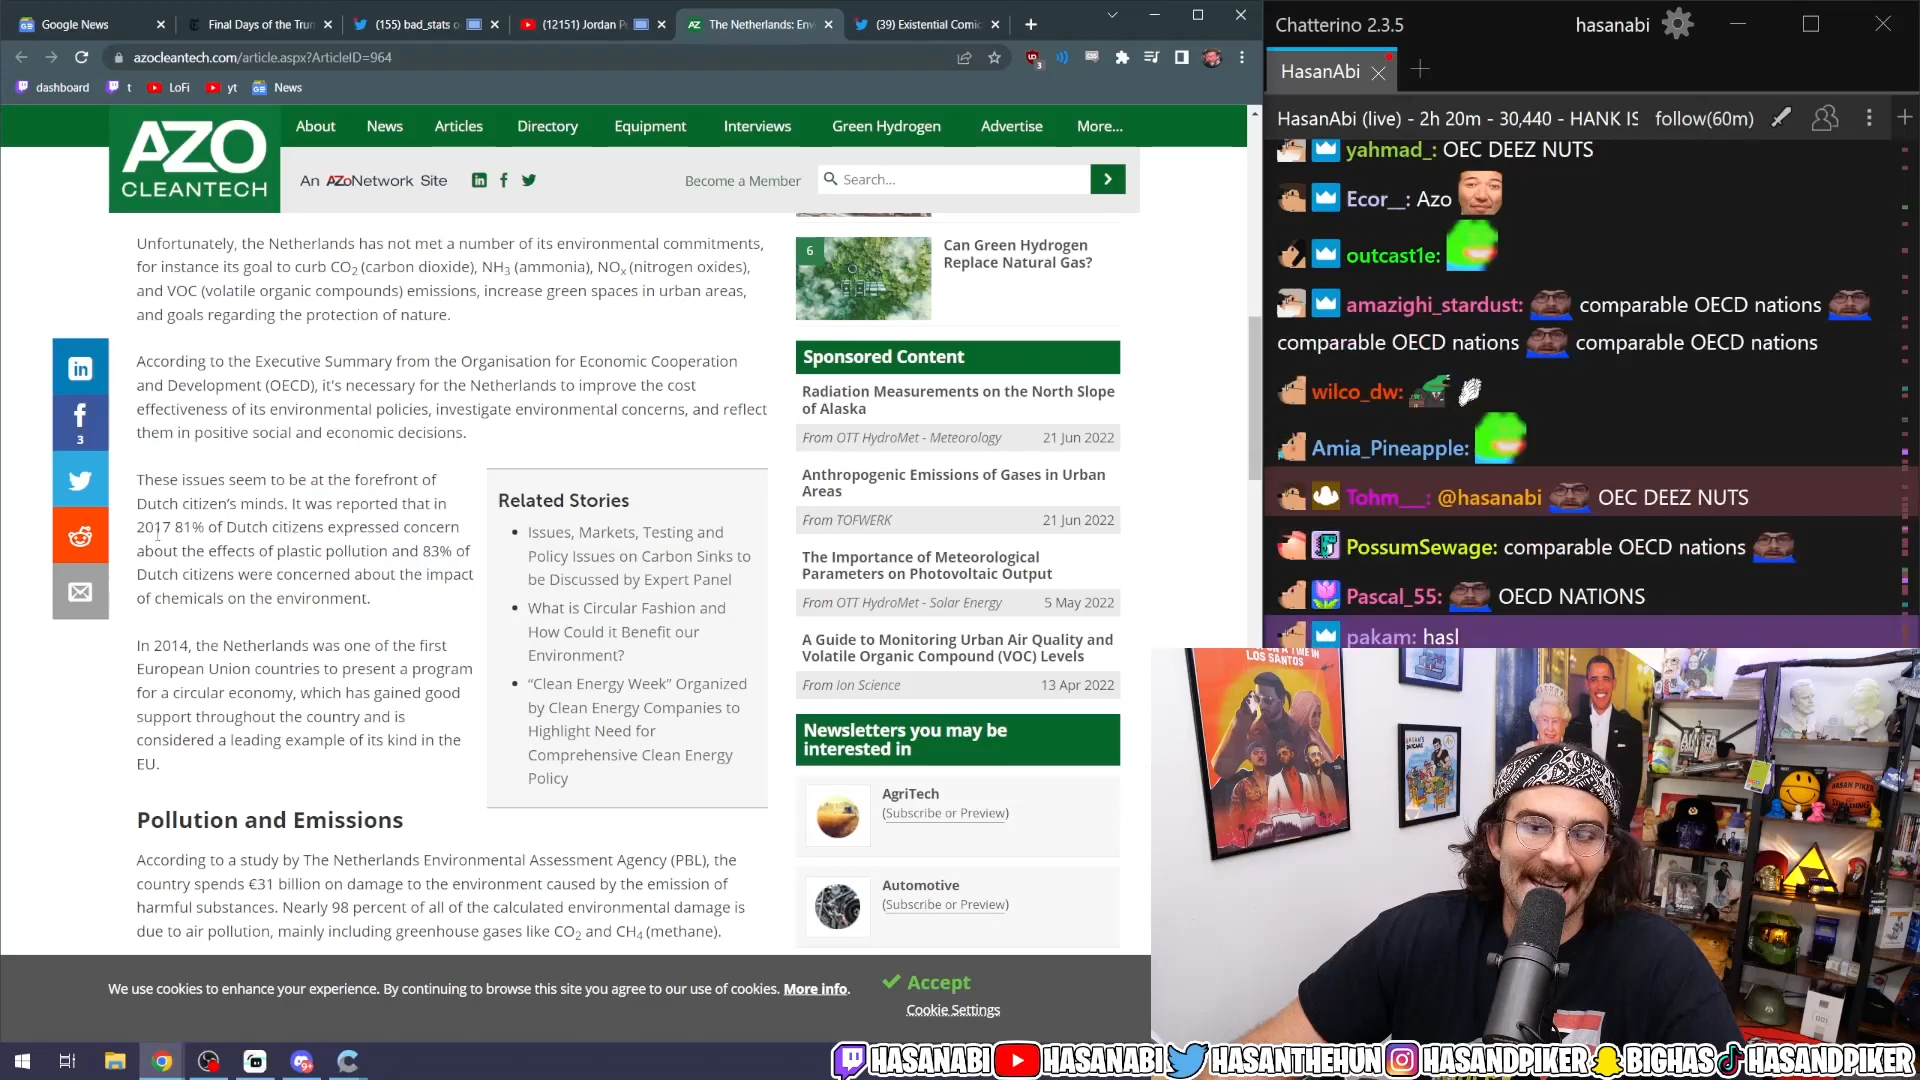 Google News
Final Days of the Trum
(155) bad_stats o
(12151) Jordan P
The Netherlands: Env
(39) Existential Comic
azocleantech.com/article.aspx?ArticleID=964
3
dashboard
t
LoFi
yt
News
AZO
CLEANTECH
About
News
Articles
Directory
Equipment
Interviews
Green Hydrogen
Advertise
More...
An AZoNetwork Site
Become a Member
Search...
Unfortunately, the Netherlands has not met a number of its environmental commitments,
for instance its goal to curb CO2 (carbon dioxide), NH3 (ammonia), NOx (nitrogen oxides),
and VOC (volatile organic compounds) emissions, increase green spaces in urban areas,
and goals regarding the protection of nature.
According to the Executive Summary from the Organisation for Economic Cooperation
and Development (OECD), it's necessary for the Netherlands to improve the cost
effectiveness of its environmental policies, investigate environmental concerns, and reflect
them in positive social and economic decisions.
These issues seem to be at the forefront of
Dutch citizen's minds. It was reported that in
2017 81% of Dutch citizens expressed concern
about the effects of plastic pollution and 83% of
Dutch citizens were concerned about the impact
of chemicals on the environment.
In 2014, the Netherlands was one of the first
European Union countries to present a program
for a circular economy, which has gained good
support throughout the country and is
considered a leading example of its kind in the
EU.
Pollution and Emissions
According to a study by The Netherlands Environmental Assessment Agency (PBL), the
country spends €31 billion on damage to the environment caused by the emission of
harmful substances. Nearly 98 percent of all of the calculated environmental damage is
due to air pollution, mainly including greenhouse gases like CO2 and CH4 (methane).
in
f
3
Related Stories
Issues, Markets, Testing and
Policy Issues on Carbon Sinks to
be Discussed by Expert Panel
What is Circular Fashion and
How Could it Benefit our
Environment?
“Clean Energy Week” Organized
by Clean Energy Companies to
Highlight Need for
Comprehensive Clean Energy
Policy
6
Can Green Hydrogen
Replace Natural Gas?
Sponsored Content
Radiation Measurements on the North Slope
of Alaska
From OTT HydroMet - Meteorology 21 Jun 2022
Anthropogenic Emissions of Gases in Urban
Areas
From TOFWERK 21 Jun 2022
The Importance of Meteorological
Parameters on Photovoltaic Output
From OTT HydroMet - Solar Energy 5 May 2022
A Guide to Monitoring Urban Air Quality and
Volatile Organic Compound (VOC) Levels
From Ion Science 13 Apr 2022
Newsletters you may be
interested in
AgriTech
(Subscribe or Preview)
Automotive
(Subscribe or Preview)
We use cookies to enhance your experience. By continuing to browse this site you agree to our use of cookies. More info.
Accept
Cookie Settings
Chatterino 2.3.5
hasanabi
HasanAbi
HasanAbi (live) - 2h 20m - 30,440 - HANK IS
follow(60m)
yahmad_: OEC DEEZ NUTS
Ecor__: Azo
outcast1e:
amazighi_stardust: comparable OECD nations
comparable OECD nations comparable OECD nations
wilco_dw:
Amia_Pineapple:
Tohm___: @hasanabi OEC DEEZ NUTS
PossumSewage: comparable OECD nations
Pascal_55: OECD NATIONS
pakam: hasl
LOS SANTOS
HASAN PIKER
HASANABI
HASANABI
HASANTHEHUN
HASANDPIKER
BIGHAS
HASANDPIKER